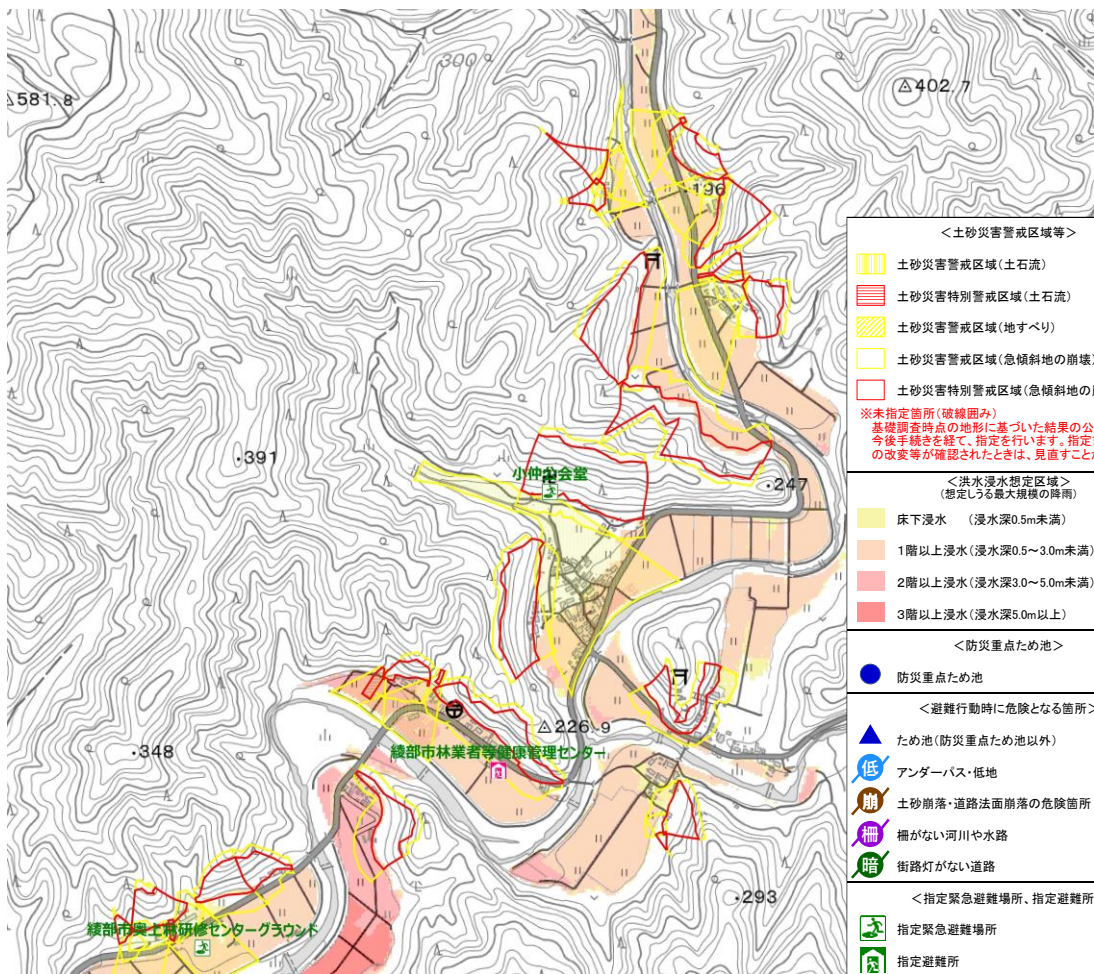 300
△581.8
△402.7
196
・391
小仲公会堂
・247
△226.9
・348
綾部市林業者等健康管理センター
・293
綾部市奥上林研修センターグラウンド
＜土砂災害警戒区域等＞
土砂災害警戒区域(土石流)
土砂災害特別警戒区域(土石流)
土砂災害警戒区域(地すべり)
土砂災害警戒区域(急傾斜地の崩壊)
土砂災害特別警戒区域(急傾斜地の
※未指定箇所(破線囲み)
基礎調査時点の地形に基づいた結果の公
今後手続きを経て、指定を行います。指定
の改変等が確認されたときは、見直すこと
＜洪水浸水想定区域＞
(想定しうる最大規模の降雨)
床下浸水　(浸水深0.5m未満)
1階以上浸水(浸水深0.5～3.0m未満)
2階以上浸水(浸水深3.0～5.0m未満)
3階以上浸水(浸水深5.0m以上)
＜防災重点ため池＞
防災重点ため池
＜避難行動時に危険となる箇所＞
ため池(防災重点ため池以外)
低 アンダーパス・低地
崩 土砂崩落・道路法面崩落の危険箇所
柵 柵がない河川や水路
暗 街路灯がない道路
＜指定緊急避難場所、指定避難所
指定緊急避難場所
指定避難所